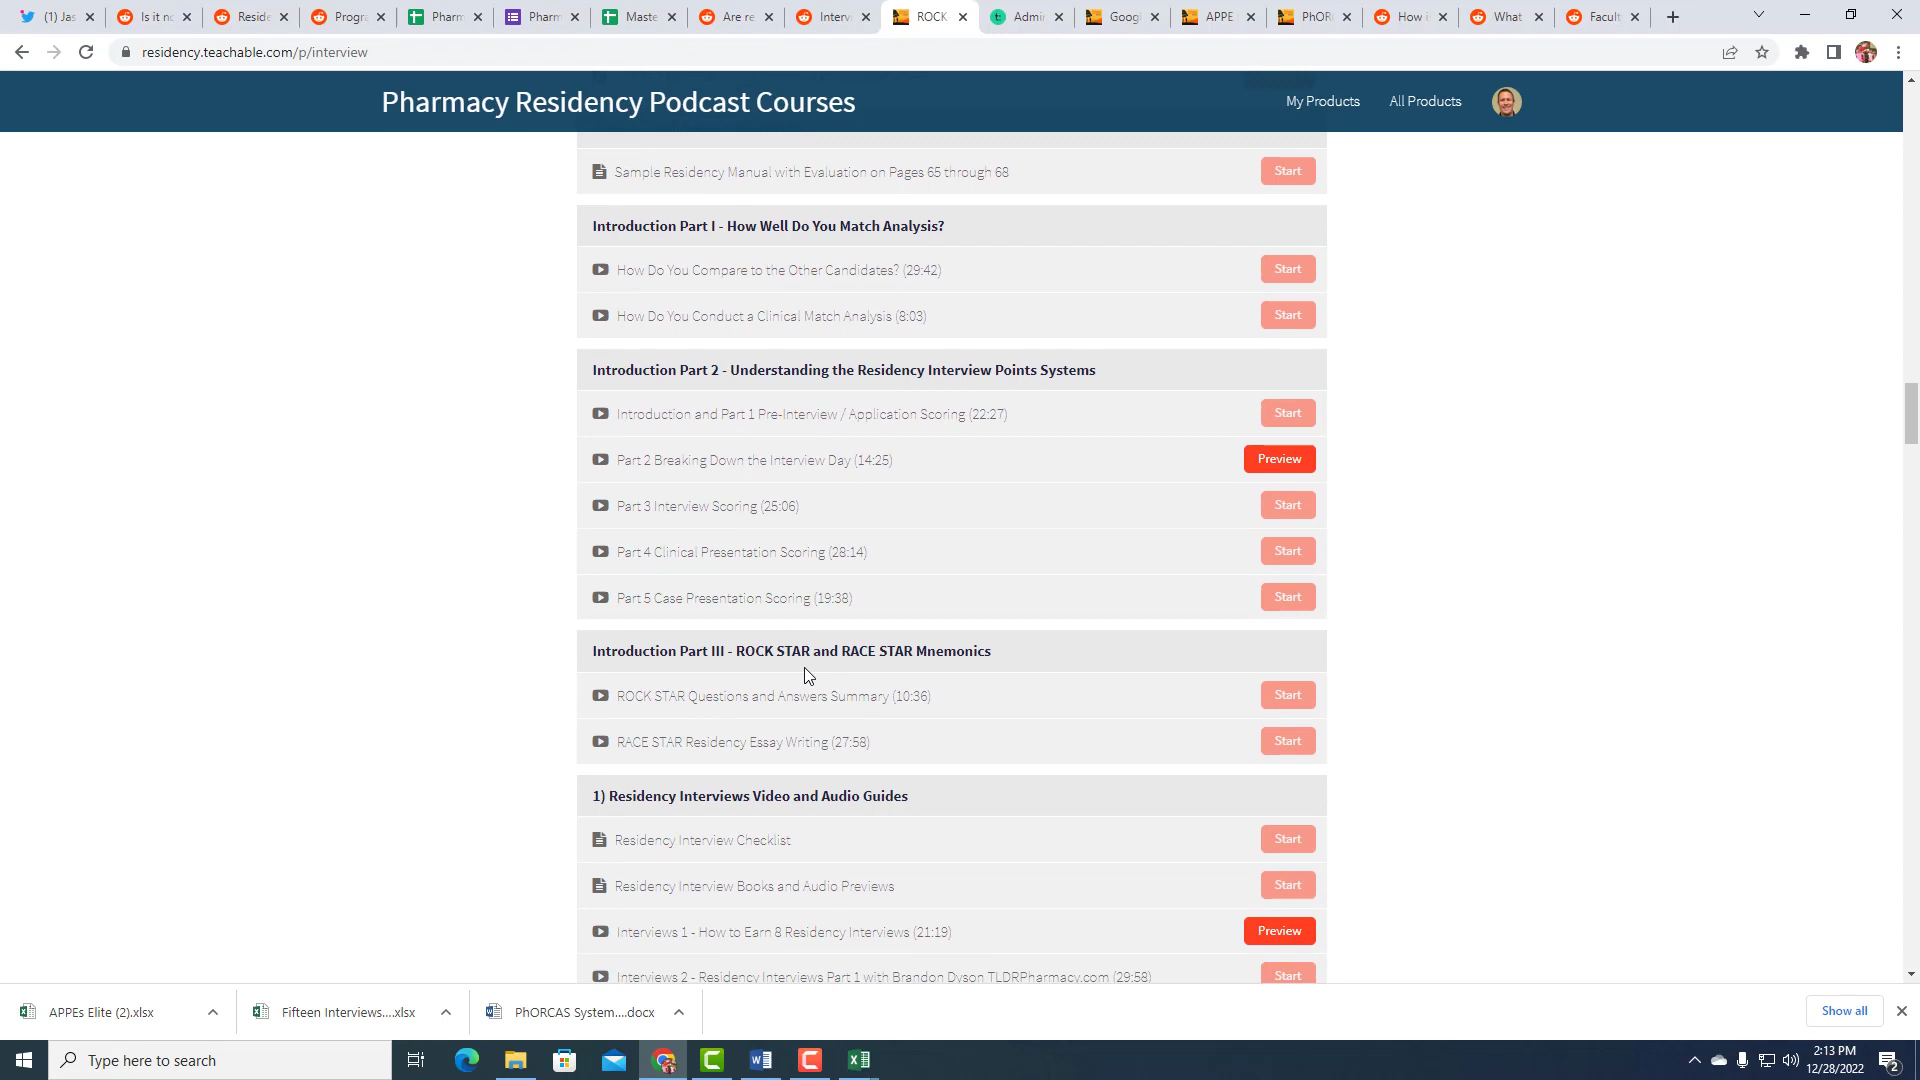 (1) Jas
Is it no
Reside
Progra
Pharm
Pharm
Maste
Are re
Intervi
ROCK
Admin
Googl
APPE
PhOR
How i
What
Facult
residency.teachable.com/p/interview
Pharmacy Residency Podcast Courses
My Products
All Products
Sample Residency Manual with Evaluation on Pages 65 through 68
Start
Introduction Part I - How Well Do You Match Analysis?
How Do You Compare to the Other Candidates? (29:42)
Start
How Do You Conduct a Clinical Match Analysis (8:03)
Start
Introduction Part 2 - Understanding the Residency Interview Points Systems
Introduction and Part 1 Pre-Interview / Application Scoring (22:27)
Start
Part 2 Breaking Down the Interview Day (14:25)
Preview
Part 3 Interview Scoring (25:06)
Start
Part 4 Clinical Presentation Scoring (28:14)
Start
Part 5 Case Presentation Scoring (19:38)
Start
Introduction Part III - ROCK STAR and RACE STAR Mnemonics
ROCK STAR Questions and Answers Summary (10:36)
Start
RACE STAR Residency Essay Writing (27:58)
Start
1) Residency Interviews Video and Audio Guides
Residency Interview Checklist
Start
Residency Interview Books and Audio Previews
Start
Interviews 1 - How to Earn 8 Residency Interviews (21:19)
Preview
Interviews 2 - Residency Interviews Part 1 with Brandon Dyson TLDRPharmacy.com (29:58)
Start
APPEs Elite (2).xlsx
Fifteen Interviews....xlsx
PhORCAS System....docx
Show all
Type here to search
2:13 PM
12/28/2022
2